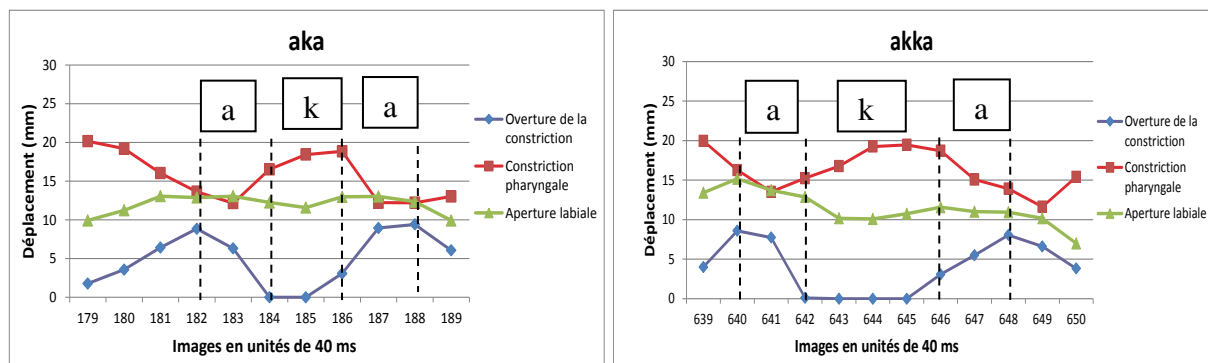 aka
30
25
20
15
10
5
0
Déplacement (mm)
a
k
a
179 180 181 182 183 184 185 186 187 188 189
Images en unités de 40 ms
Overture de la
constriction
Constriction
pharyngale
Aperture labiale
akka
30
25
20
15
10
5
0
Déplacement (mm)
a
k
a
639 640 641 642 643 644 645 646 647 648 649 650
Images en unités de 40 ms
Overture de la
constriction
Constriction
pharyngale
Aperture labiale